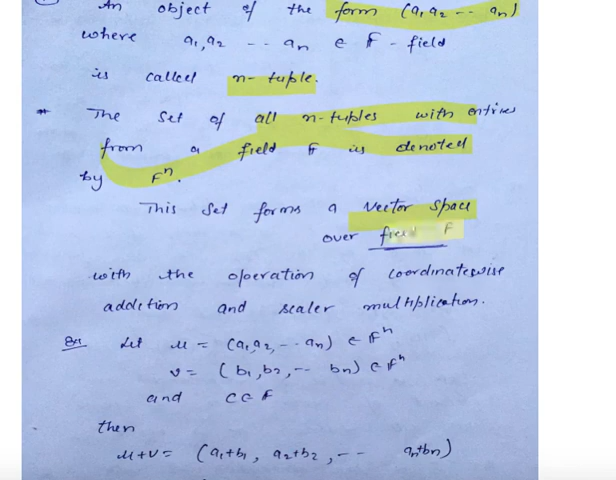 An object of the form (a1 a2 -- an)
where a1, a2 -- an ∈ F - field
is called n-tuple.
* The set of all n-tuples with entries
from a field F is denoted
by Fⁿ.
This set forms a vector space
over field F
with the operation of coordinatewise
addition and scaler multiplication.
Ex: Let u = (a1, a2, -- an) ∈ Fⁿ
v = (b1, b2, -- bn) ∈ Fⁿ
and c ∈ F
then
u+v = (a1+b1, a2+b2, -- an+bn)